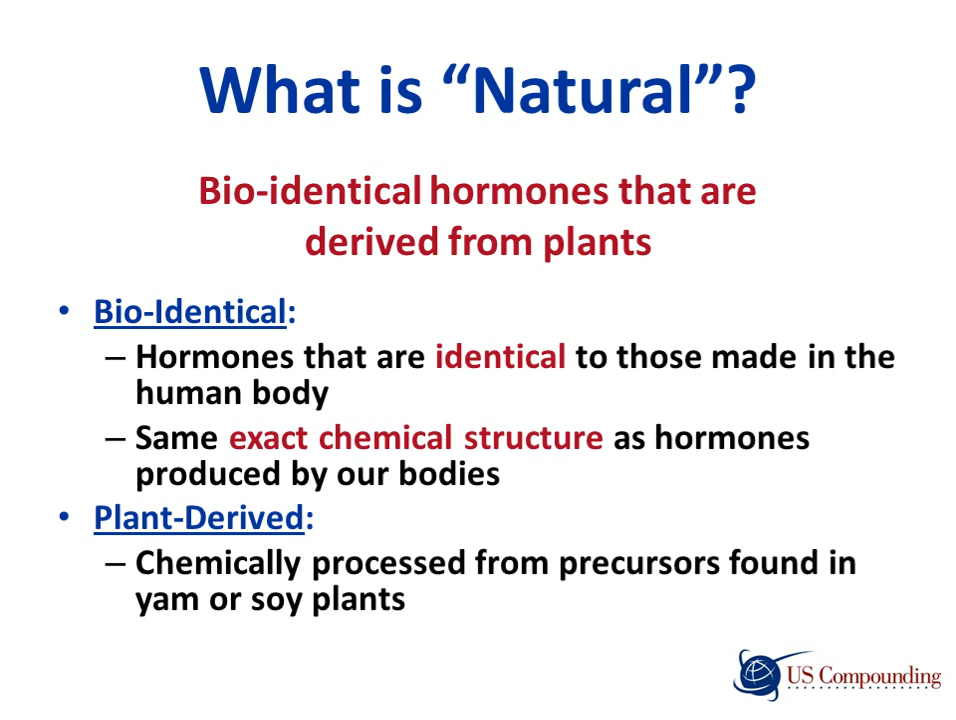 What is “Natural”?
Bio-identical hormones that are
derived from plants
• Bio-Identical:
– Hormones that are identical to those made in the
human body
– Same exact chemical structure as hormones
produced by our bodies
• Plant-Derived:
– Chemically processed from precursors found in
yam or soy plants
US Compounding